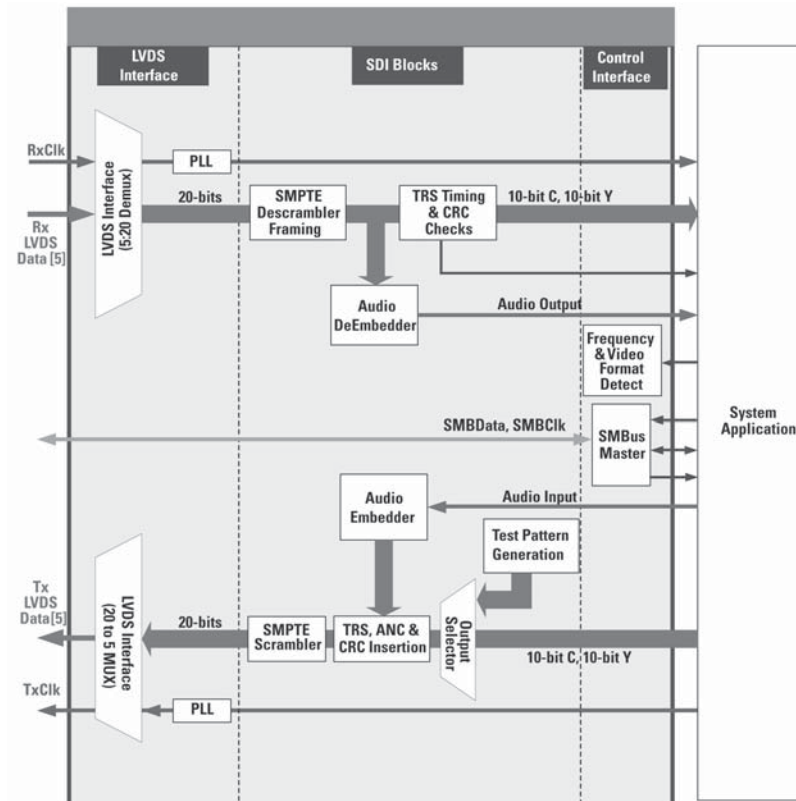 LVDS
Interface
SDI Blocks
Control
Interface
RxClk
PLL
LVDS Interface
(5:20 Demux)
20-bits
SMPTE
Descrambler
Framing
TRS Timing
& CRC
Checks
10-bit C, 10-bit Y
Rx
LVDS
Data [5]
Audio
DeEmbedder
Audio Output
Frequency
& Video
Format
Detect
System
Application
SMBData, SMBClk
SMBus
Master
Audio
Embedder
Audio Input
Test Pattern
Generation
Tx
LVDS
Data[5]
LVDS Interface
(20 to 5 MUX)
20-bits
SMPTE
Scrambler
TRS, ANC &
CRC Insertion
Output
Selector
10-bit C, 10-bit Y
TxClk
PLL